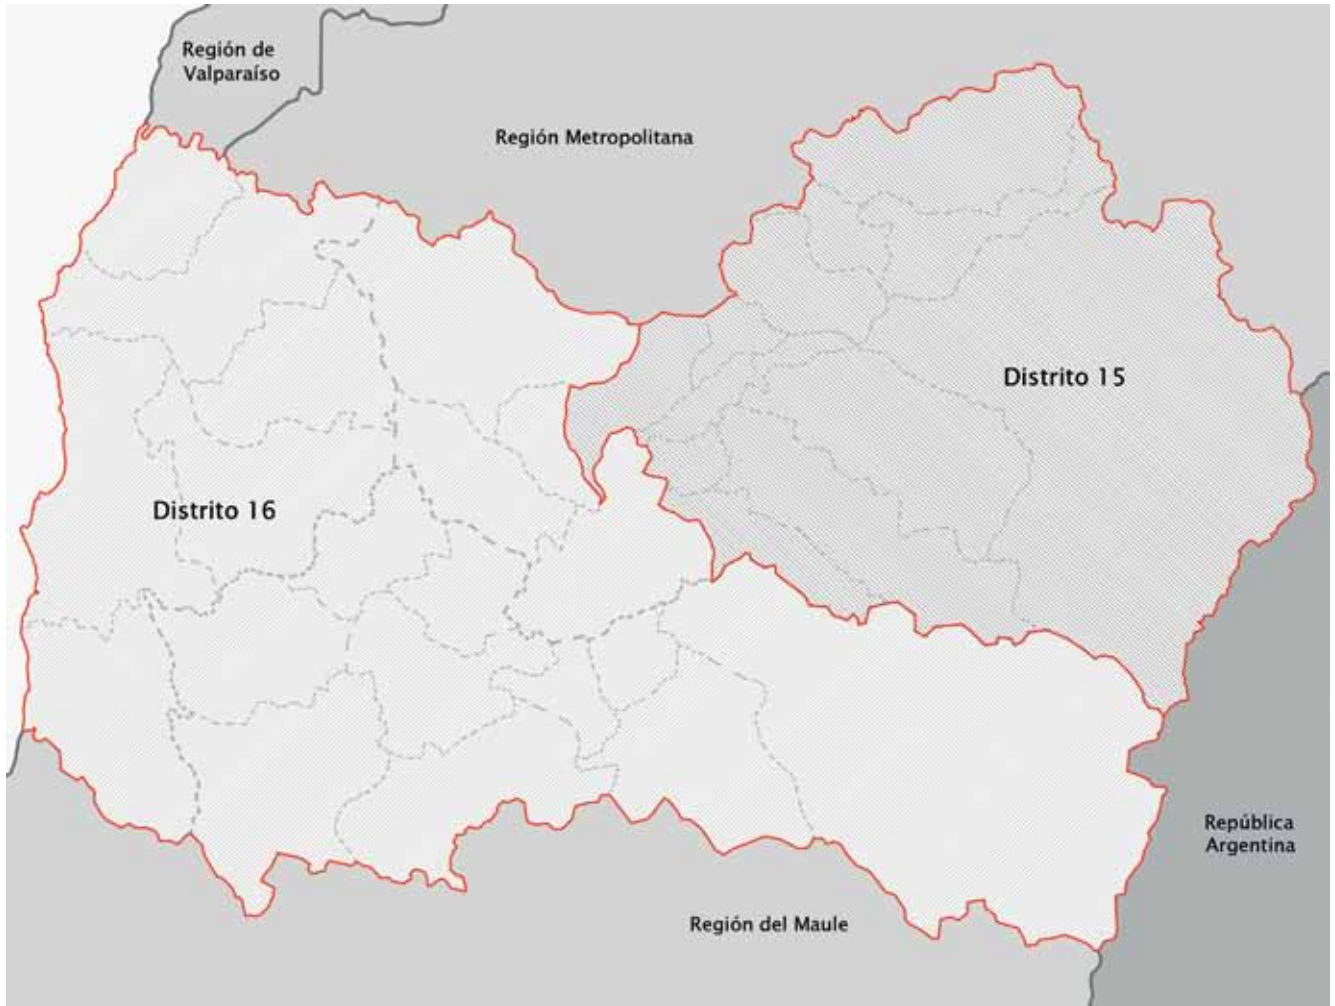 Región de
Valparaíso
Región Metropolitana
Distrito 15
Distrito 16
República
Argentina
Región del Maule